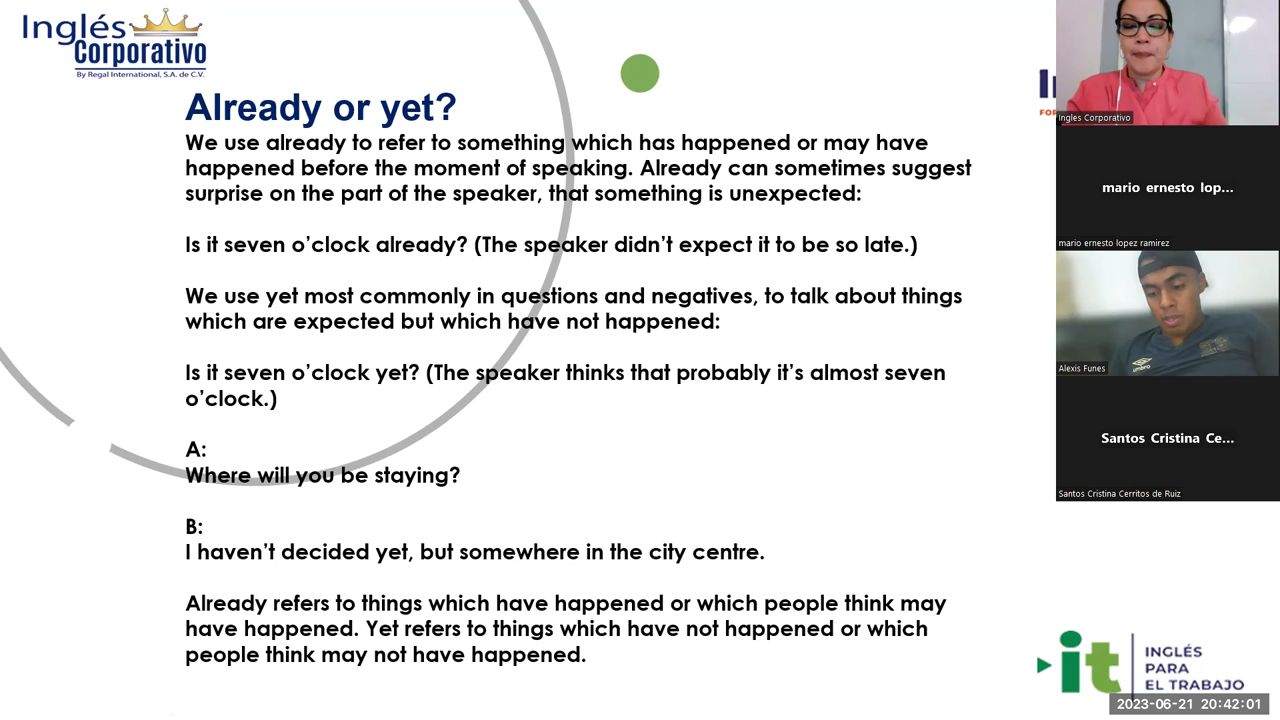 Inglés
Corporativo
By Regal International, S.A. de C.V.
Already or yet?
We use already to refer to something which has happened or may have
happened before the moment of speaking. Already can sometimes suggest
surprise on the part of the speaker, that something is unexpected:
Is it seven o’clock already? (The speaker didn’t expect it to be so late.)
We use yet most commonly in questions and negatives, to talk about things
which are expected but which have not happened:
Is it seven o’clock yet? (The speaker thinks that probably it’s almost seven
o’clock.)
A:
Where will you be staying?
B:
I haven’t decided yet, but somewhere in the city centre.
Already refers to things which have happened or which people think may
have happened. Yet refers to things which have not happened or which
people think may not have happened.
Ingles Corporativo
mario ernesto lop...
mario ernesto lopez ramirez
umbro
Alexis Funes
Santos Cristina Ce...
Santos Cristina Cerritos de Ruiz
it
INGLÉS
PARA
EL TRABAJO
2023-06-21 20:42:01